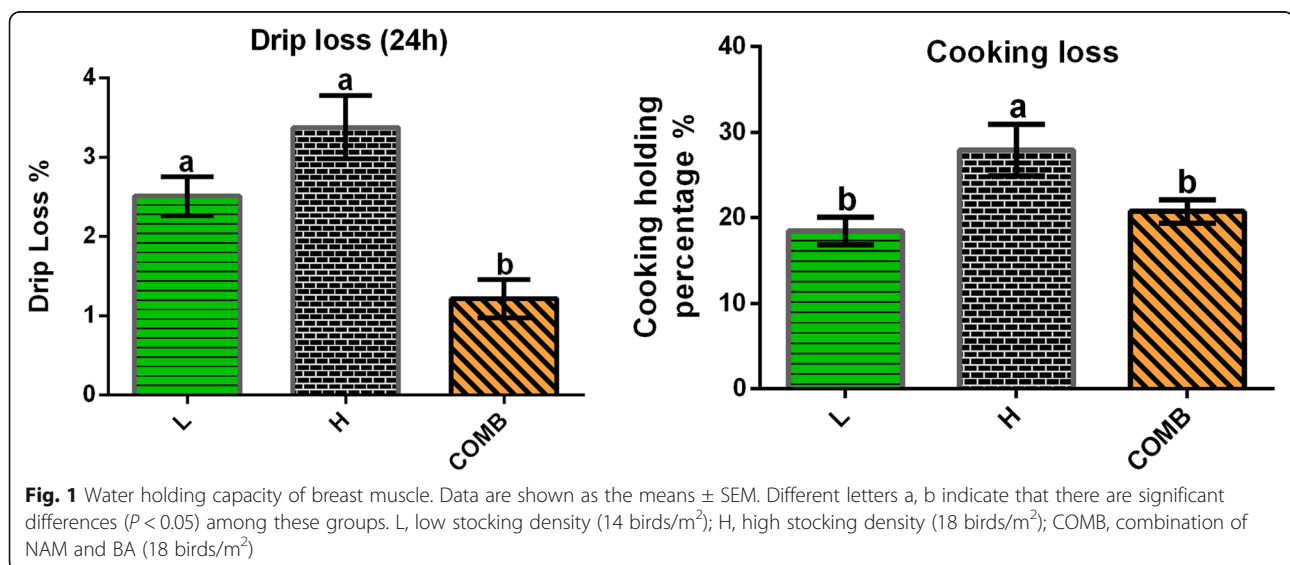 Drip loss (24h)
Drip Loss %
4
3
2
1
0
a
a
b
L
H
COMB
Cooking loss
Cooking holding
percentage %
40
30
20
10
0
b
a
b
L
H
COMB
Fig. 1 Water holding capacity of breast muscle. Data are shown as the means ± SEM. Different letters a, b indicate that there are significant
differences (P < 0.05) among these groups. L, low stocking density (14 birds/m²); H, high stocking density (18 birds/m²); COMB, combination of
NAM and BA (18 birds/m²)